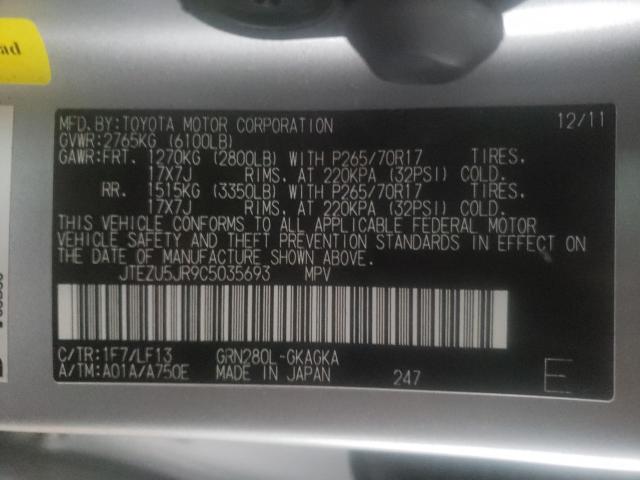 ad
MFD. BY: TOYOTA MOTOR CORPORATION 12/11
GVWR: 2765KG (6100LB)
GAWR: FRT. 1270KG (2800LB) WITH P265/70R17 TIRES.
17X7J RIMS. AT 220KPA (32PSI) COLD.
RR. 1515KG (3350LB) WITH P265/70R17 TIRES.
17X7J RIMS. AT 220KPA (32PSI) COLD.
THIS VEHICLE CONFORMS TO ALL APPLICABLE FEDERAL MOTOR
VEHICLE SAFETY AND THEFT PREVENTION STANDARDS IN EFFECT ON
THE DATE OF MANUFACTURE SHOWN ABOVE.
JTEZU5JR9C5035693 MPV
C/TR: 1F7/LF13 GRN280L-GKAGKA
A/TM: A01A/A750E MADE IN JAPAN 247 E